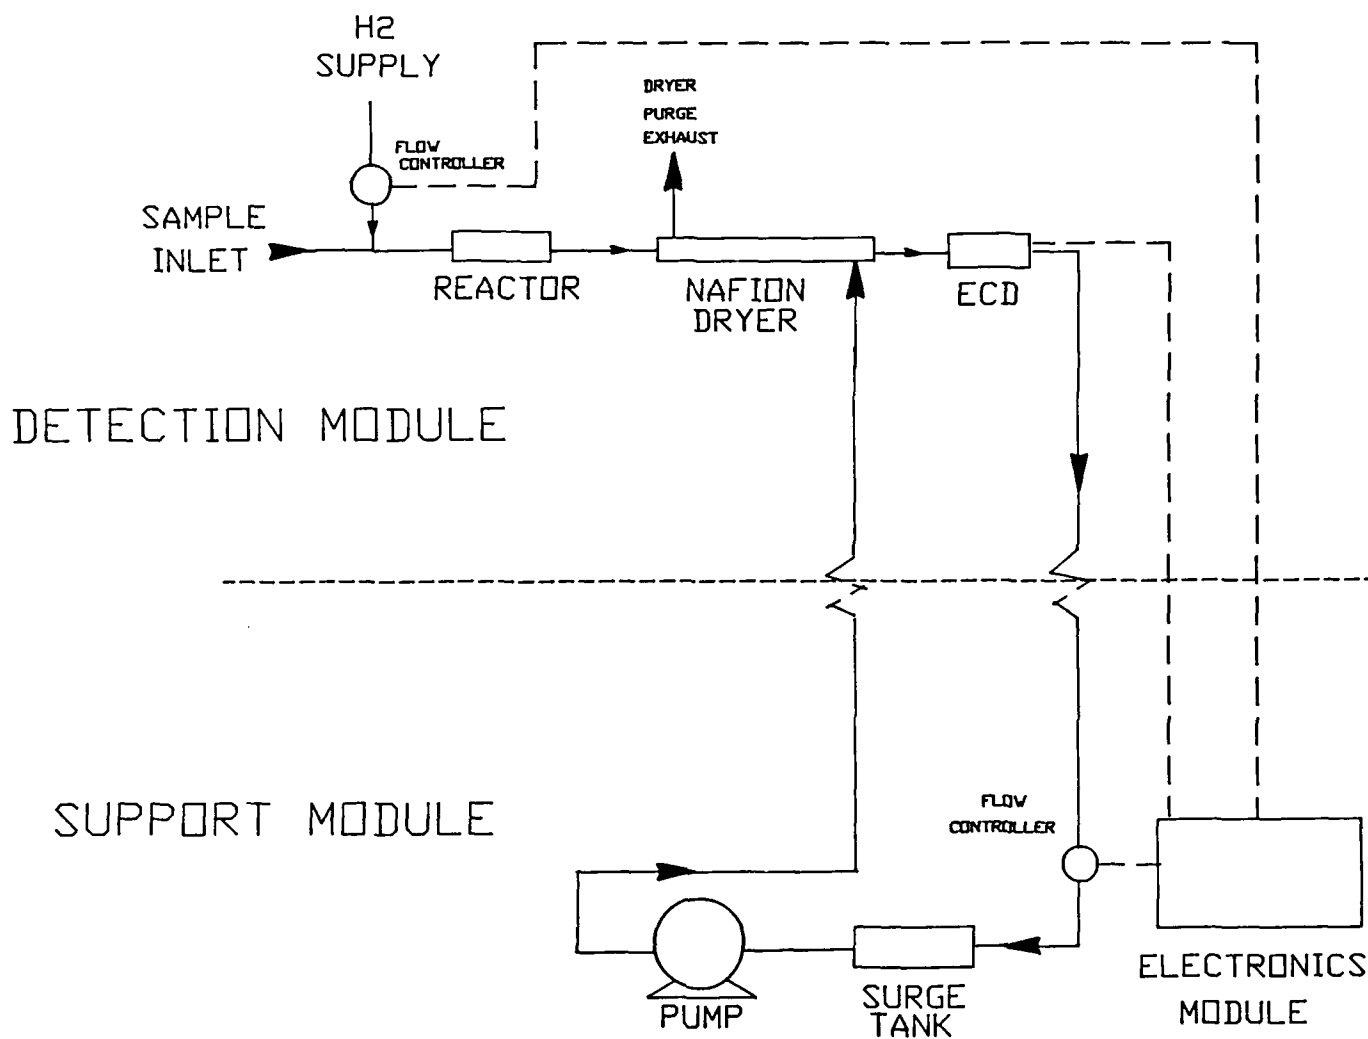 H2
SUPPLY
DRYER
PURGE
EXHAUST
FLOW
CONTROLLER
SAMPLE
INLET
REACTOR
NAFION
DRYER
ECD
DETECTION MODULE
SUPPORT MODULE
FLOW
CONTROLLER
PUMP
SURGE
TANK
ELECTRONICS
MODULE